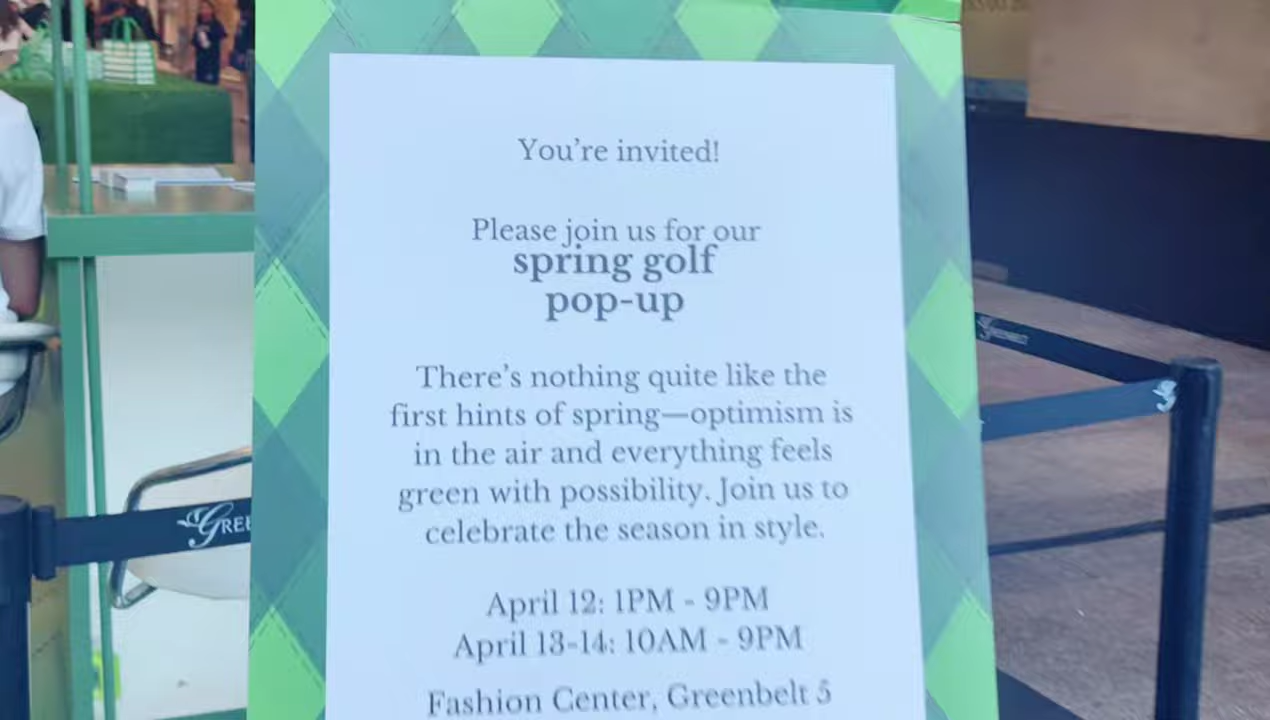 You're invited!
Please join us for our
spring golf
pop-up
There's nothing quite like the
first hints of spring—optimism is
in the air and everything feels
green with possibility. Join us to
celebrate the season in style.
April 12: 1PM - 9PM
April 13-14: 10AM - 9PM
Fashion Center, Greenbelt 5
GREE
GREENBELT